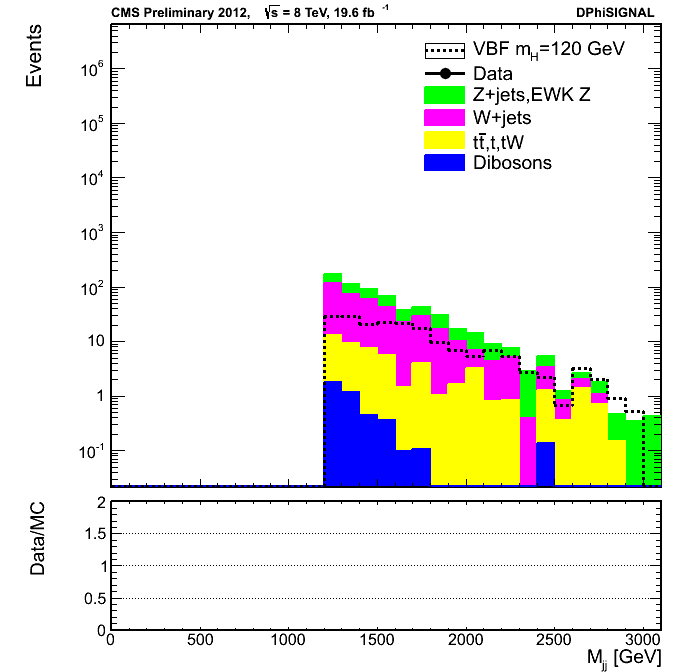 CMS Preliminary 2012, √s = 8 TeV, 19.6 fb⁻¹ DPhiSIGNAL
Events
VBF m_H=120 GeV
Data
Z+jets,EWK Z
W+jets
tt̅,t,tW
Dibosons
10⁶
10⁵
10⁴
10³
10²
10
1
10⁻¹
Data/MC
2
1.5
1
0.5
0
0 500 1000 1500 2000 2500 3000
M_jj [GeV]